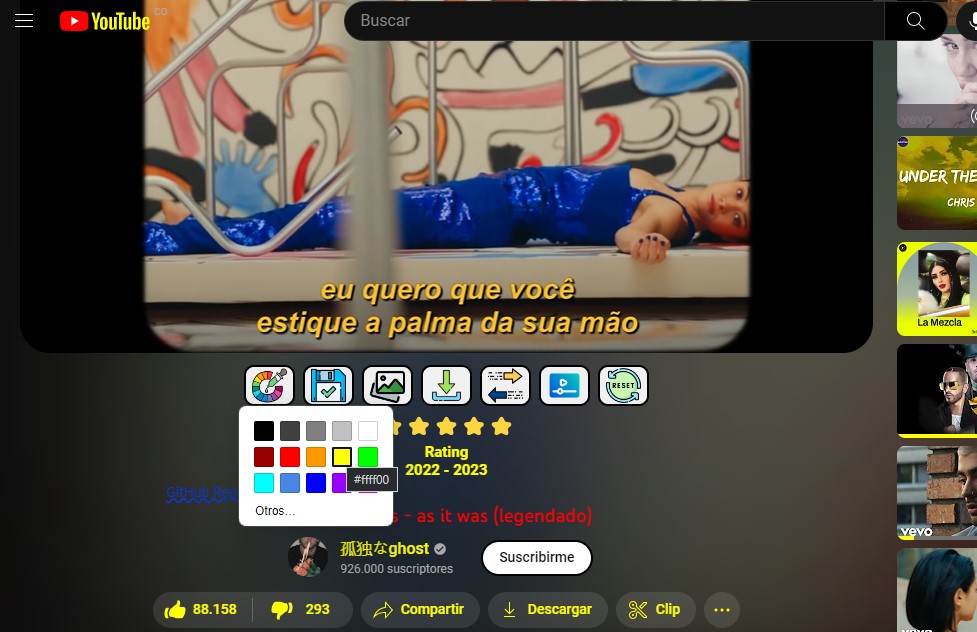 YouTube CO
Buscar
vevo
UNDER THE
CHRIS
La Mezcla
vevo
eu quero que você
estique a palma da sua mão
RESET
Rating
2022 - 2023
#ffff00
GitHub Rep
Otros...
s - as it was (legendado)
孤独なghost
926.000 suscriptores
Suscribirme
88.158
293
Compartir
Descargar
Clip